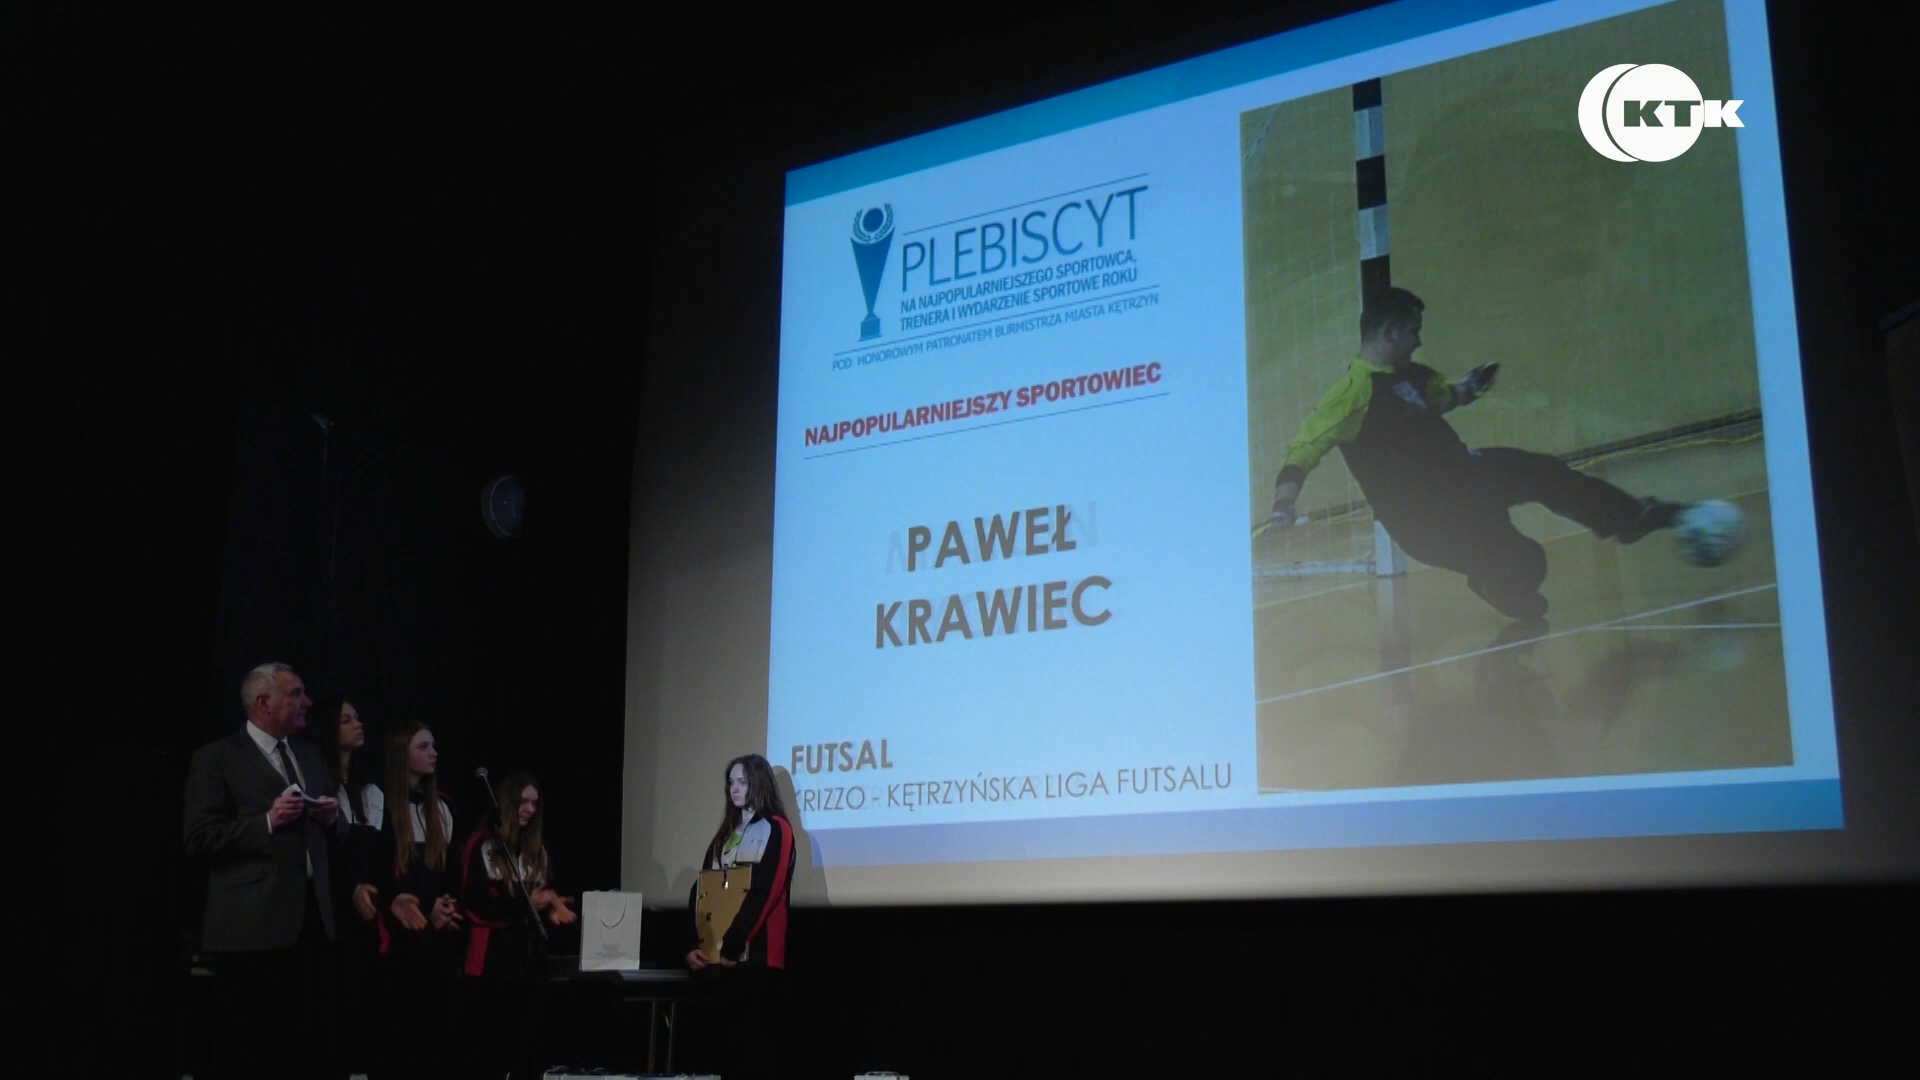 KTK
PLEBISCYT
NA NAJPOPULARNIEJSZEGO SPORTOWCA,
TRENERA I WYDARZENIE SPORTOWE ROKU
POD HONOROWYM PATRONATEM BURMISTRZA MIASTA KĘTRZYN
NAJPOPULARNIEJSZY SPORTOWIEC
PAWEŁ
KRAWIEC
FUTSAL
KRIZZO - KĘTRZYŃSKA LIGA FUTSALU